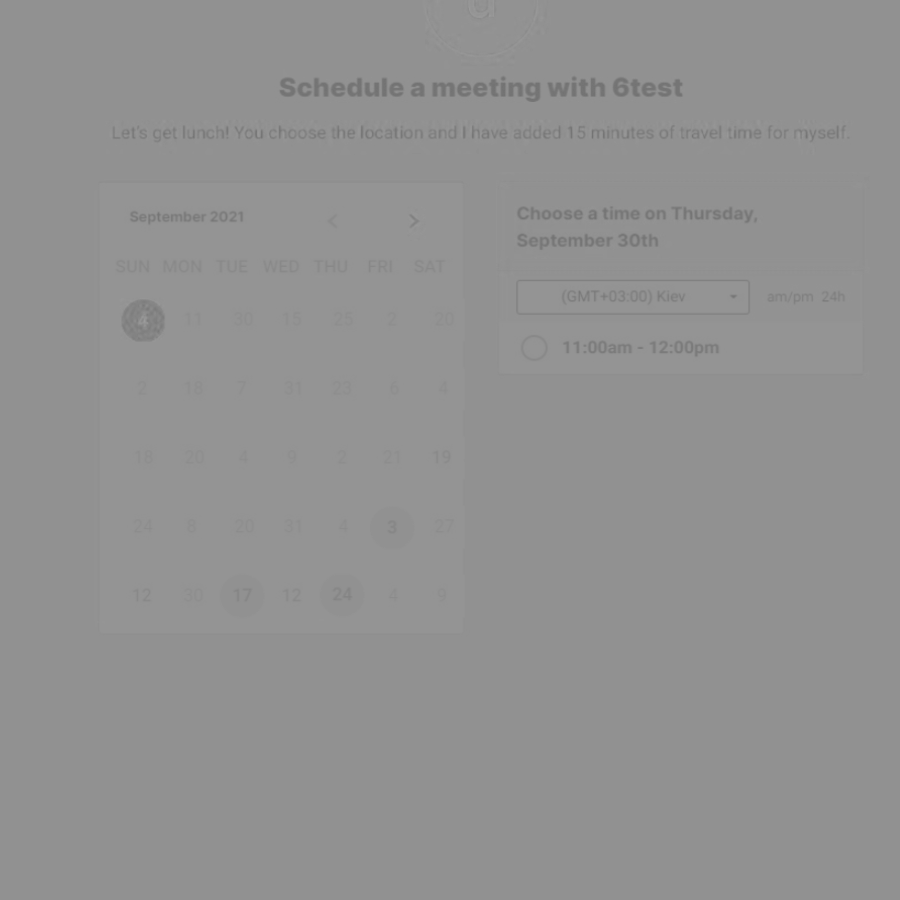 Schedule a meeting with 6test
Let's get lunch! You choose the location and I have added 15 minutes of travel time for myself.
September 2021
SUN MON TUE WED THU FRI SAT
4 11 30 15 25 2 20
2 18 7 31 23 6 4
18 20 4 9 2 21 19
24 8 20 31 4 3 27
12 30 17 12 24 4 9
Choose a time on Thursday,
September 30th
(GMT+03:00) Kiev am/pm 24h
11:00am - 12:00pm